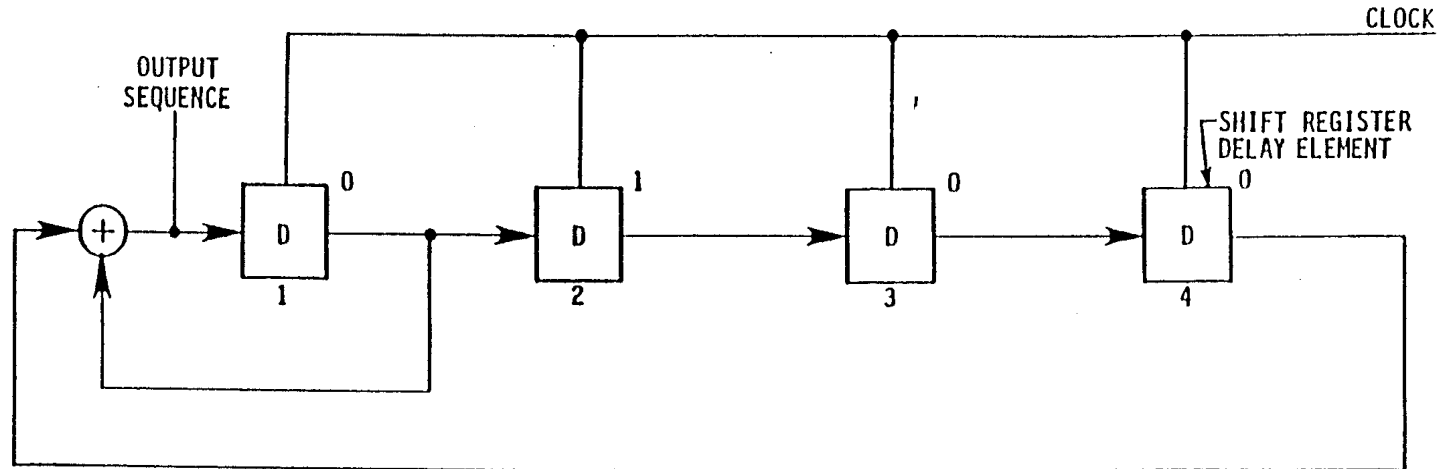 CLOCK
OUTPUT
SEQUENCE
SHIFT REGISTER
DELAY ELEMENT
0
1
0
0
+
D
D
D
D
1
2
3
4